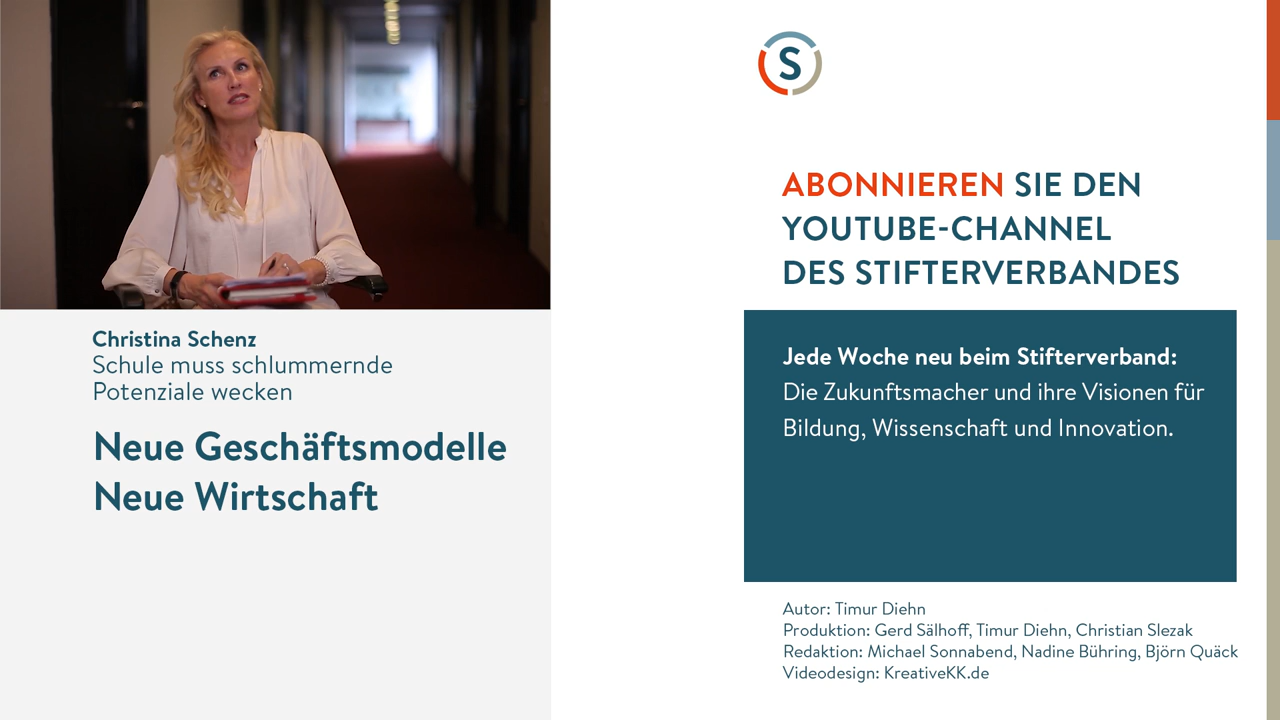 Christina Schenz
Schule muss schlummernde
Potenziale wecken
Neue Geschäftsmodelle
Neue Wirtschaft
S
ABONNIEREN SIE DEN
YOUTUBE-CHANNEL
DES STIFTERVERBANDES
Jede Woche neu beim Stifterverband:
Die Zukunftsmacher und ihre Visionen für
Bildung, Wissenschaft und Innovation.
Autor: Timur Diehn
Produktion: Gerd Sälhoff, Timur Diehn, Christian Slezak
Redaktion: Michael Sonnabend, Nadine Bühring, Björn Quäck
Videodesign: KreativeKK.de